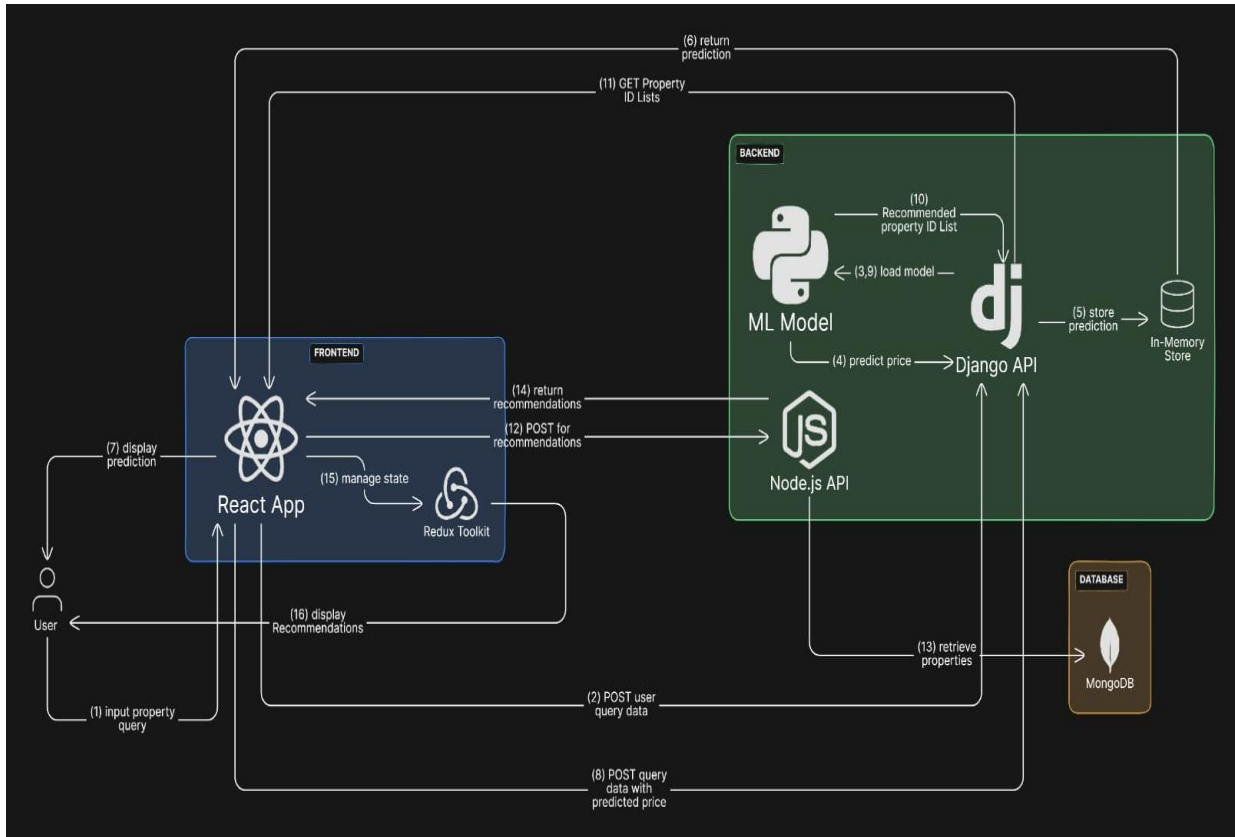 (6) return
prediction
(11) GET Property
ID Lists
BACKEND
(10)
Recommended
property ID List
(3,9) load model
ML Model
dj
(5) store
prediction
In-Memory
Store
(4) predict price
Django API
FRONTEND
(14) return
recommendations
(12) POST for
recommendations
JS
Node.js API
(7) display
prediction
(15) manage state
React App
Redux Toolkit
DATABASE
User
(16) display
Recommendations
(13) retrieve
properties
MongoDB
(1) input property
query
(2) POST user
query data
(8) POST query
data with
predicted price